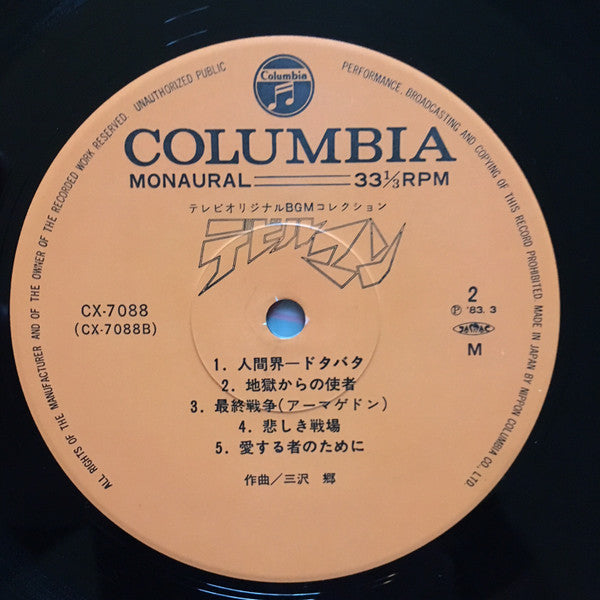 Columbia
UNAUTHORIZED PUBLIC PERFORMANCE, BROADCASTING AND COPYING OF THIS RECORD PROHIBITED. MADE IN JAPAN BY NIPPON COLUMBIA CO., LTD.
ALL RIGHTS OF THE MANUFACTURER AND OF THE OWNER OF THE RECORDED WORK RESERVED.
COLUMBIA
MONAURAL 33⅓RPM
テレビオリジナルBGMコレクション
デビルマン
CX-7088
(CX-7088B)
2
Ⓟ '83. 3
JASRAC
M
1. 人間界―ドタバタ
2. 地獄からの使者
3. 最終戦争(アーマゲドン)
4. 悲しき戦場
5. 愛する者のために
作曲／三沢 郷